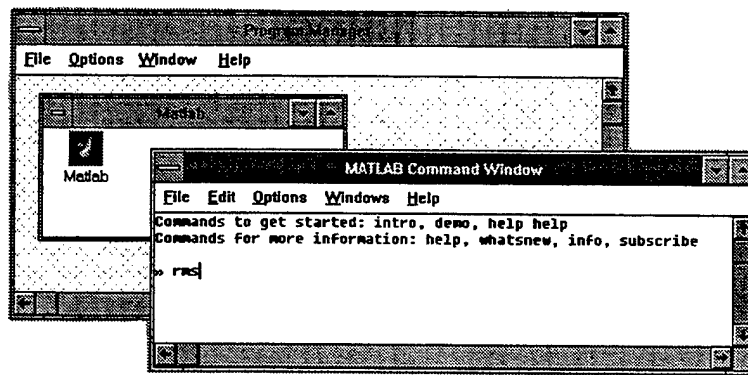 Program Manager
File Options Window Help
Matlab
Matlab
MATLAB Command Window
File Edit Options Windows Help
Commands to get started: intro, demo, help help
Commands for more information: help, whatsnew, info, subscribe
» rms